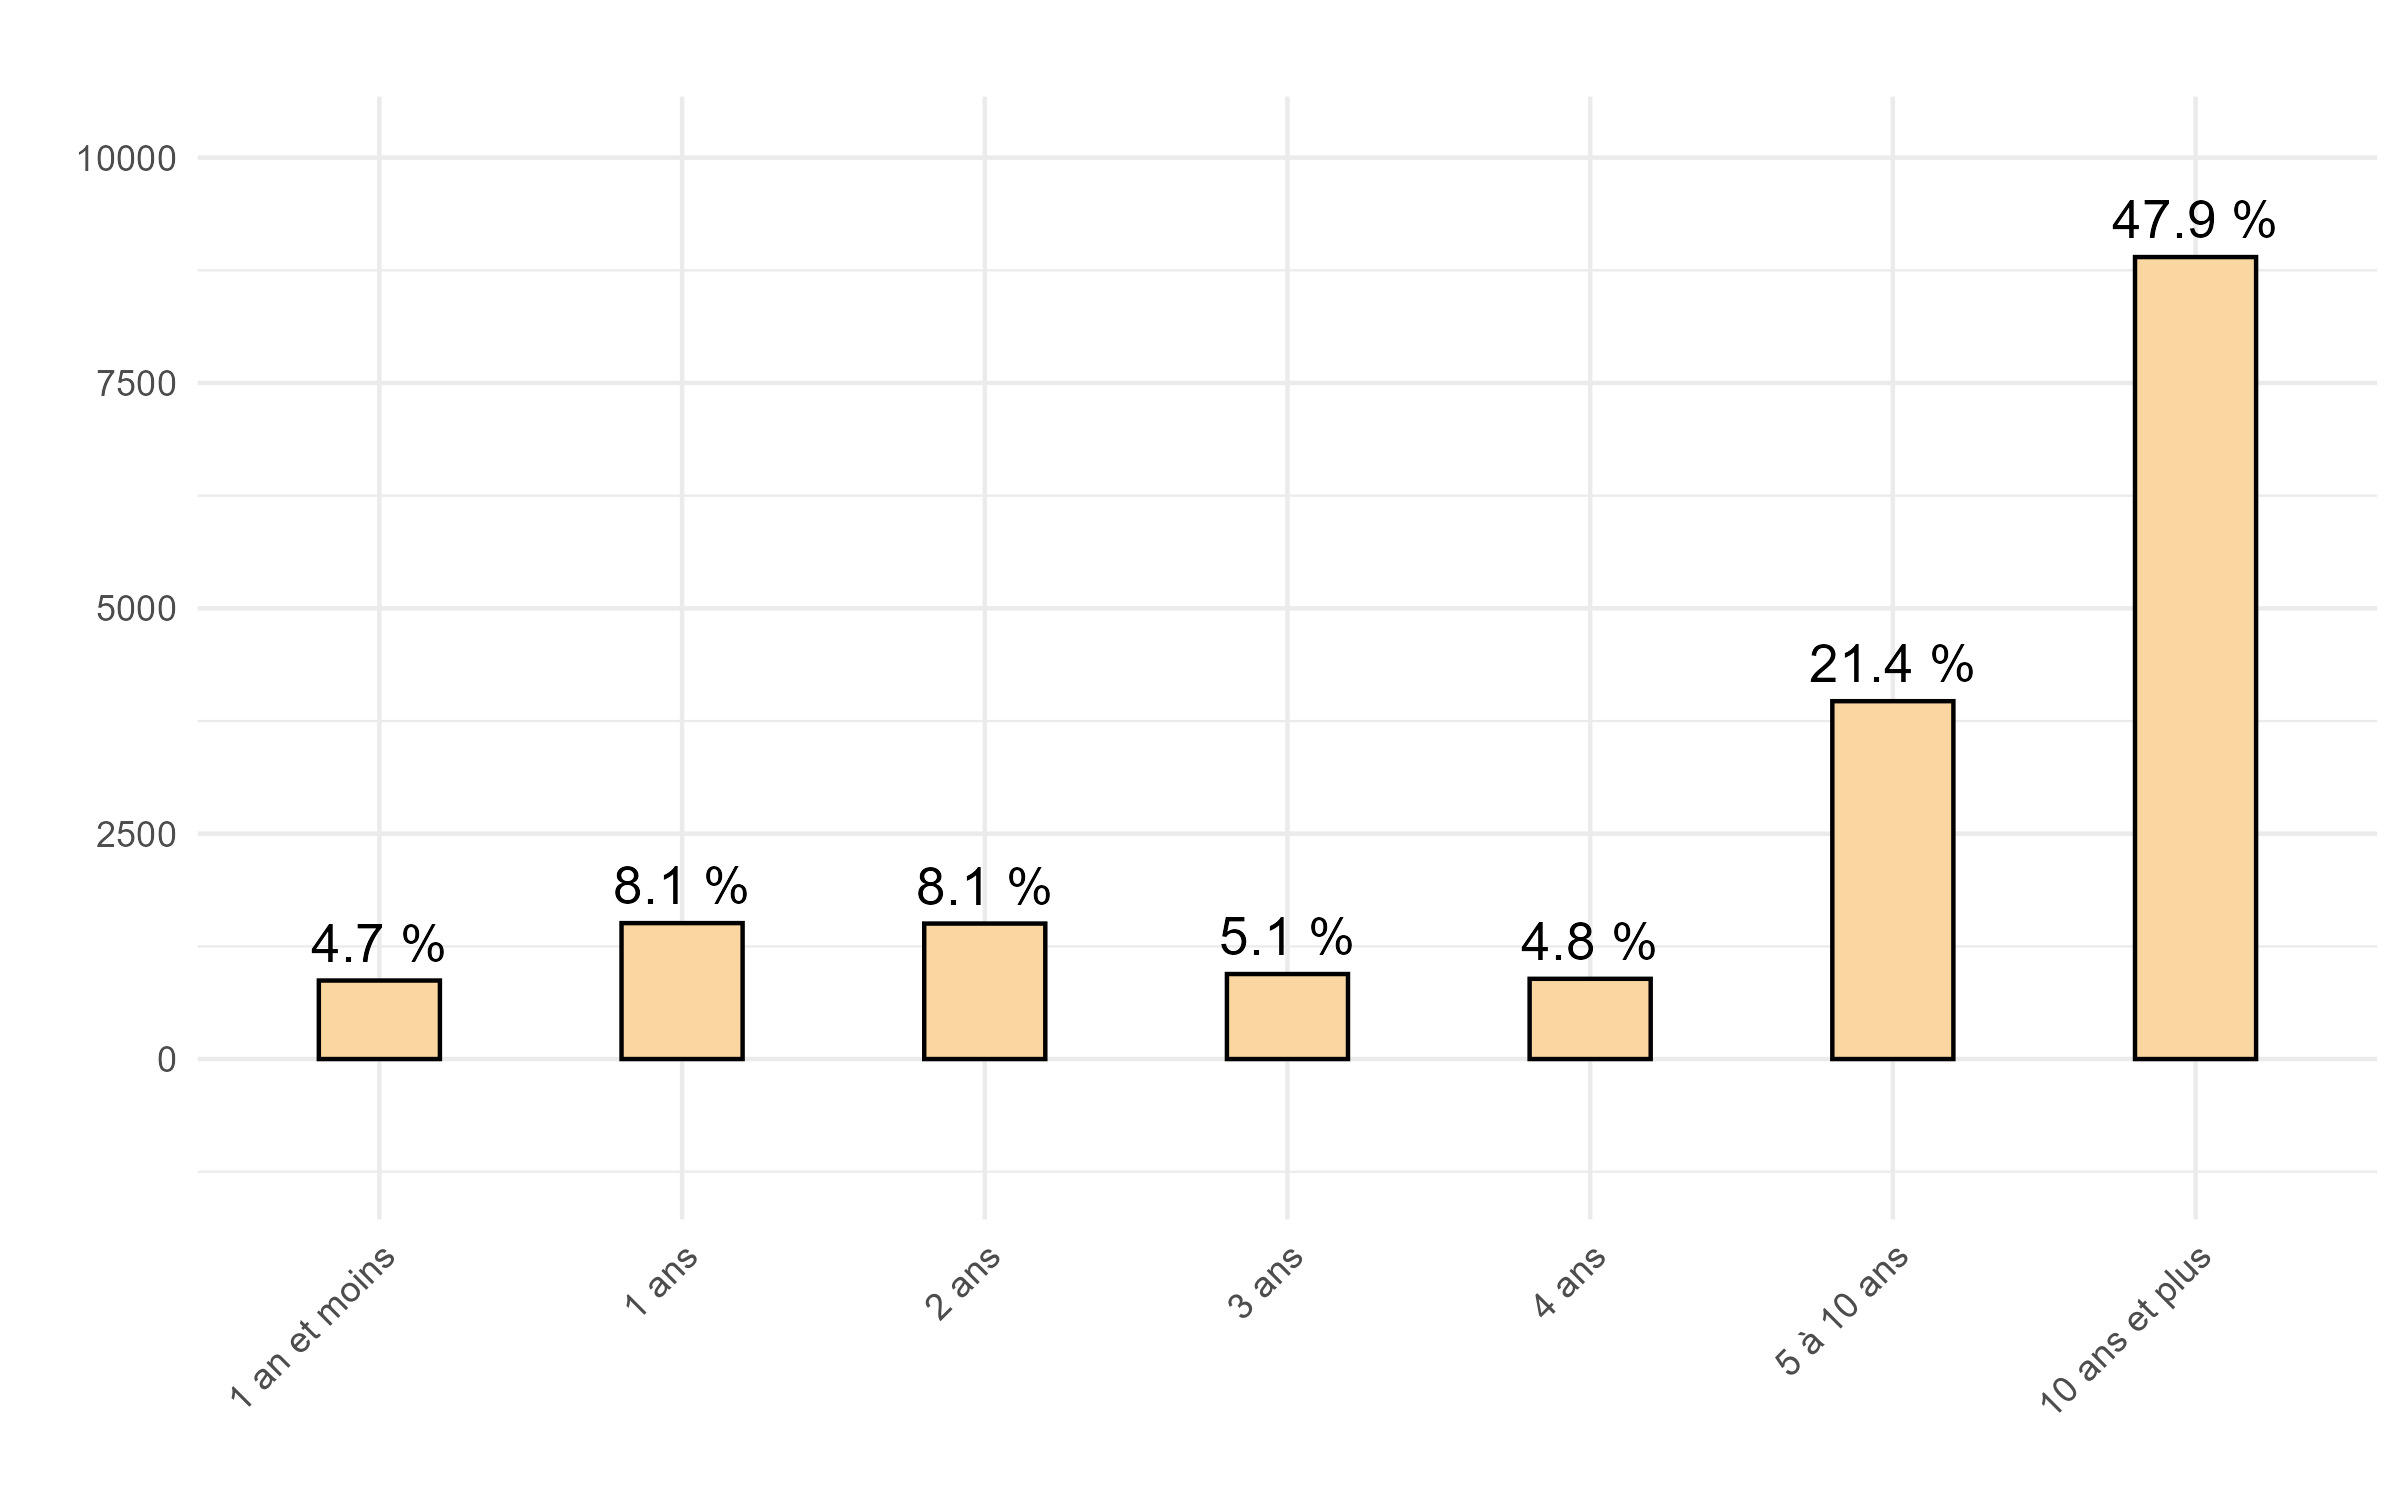 10000
7500
5000
2500
0
4.7 %
8.1 %
8.1 %
5.1 %
4.8 %
21.4 %
47.9 %
1 an et moins
1 ans
2 ans
3 ans
4 ans
5 à 10 ans
10 ans et plus